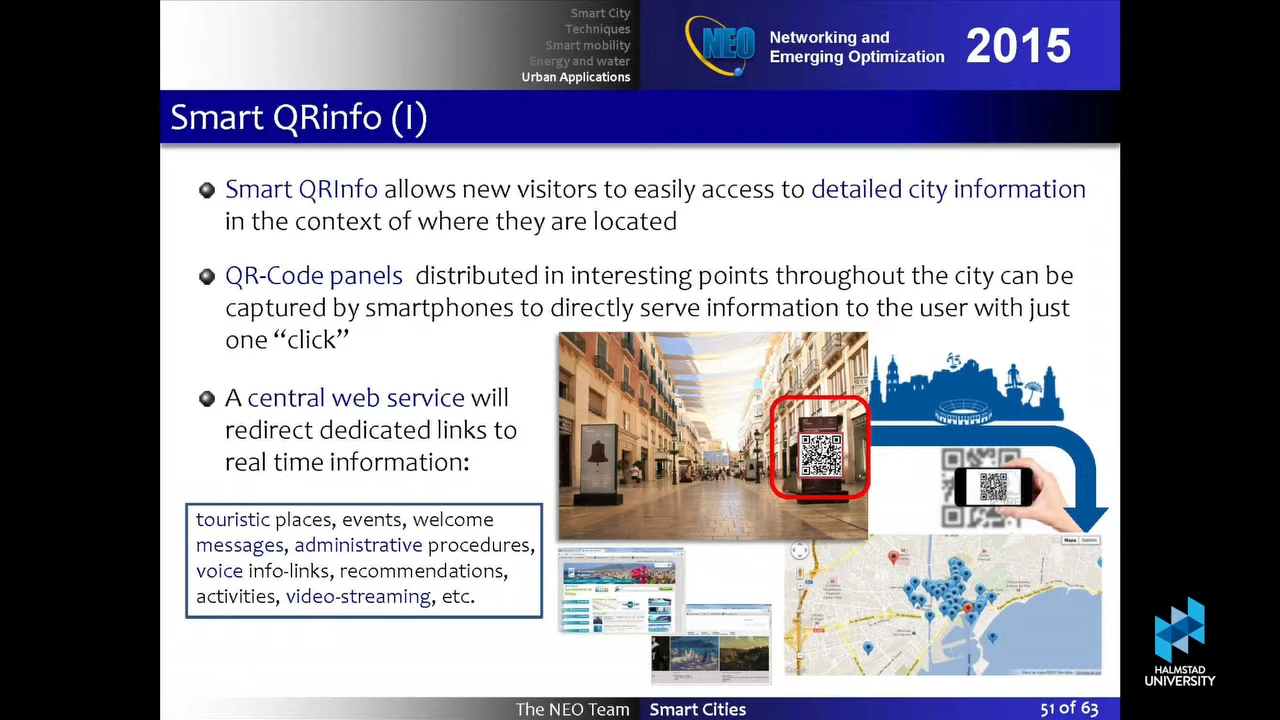 Smart City
Techniques
Smart mobility
Energy and water
Urban Applications
NEO
Networking and
Emerging Optimization
2015
Smart QRinfo (I)
Smart QRInfo allows new visitors to easily access to detailed city information
in the context of where they are located
QR-Code panels distributed in interesting points throughout the city can be
captured by smartphones to directly serve information to the user with just
one “click”
A central web service will
redirect dedicated links to
real time information:
touristic places, events, welcome
messages, administrative procedures,
voice info-links, recommendations,
activities, video-streaming, etc.
Mapa
The NEO Team
Smart Cities
51 of 63
HALMSTAD
UNIVERSITY